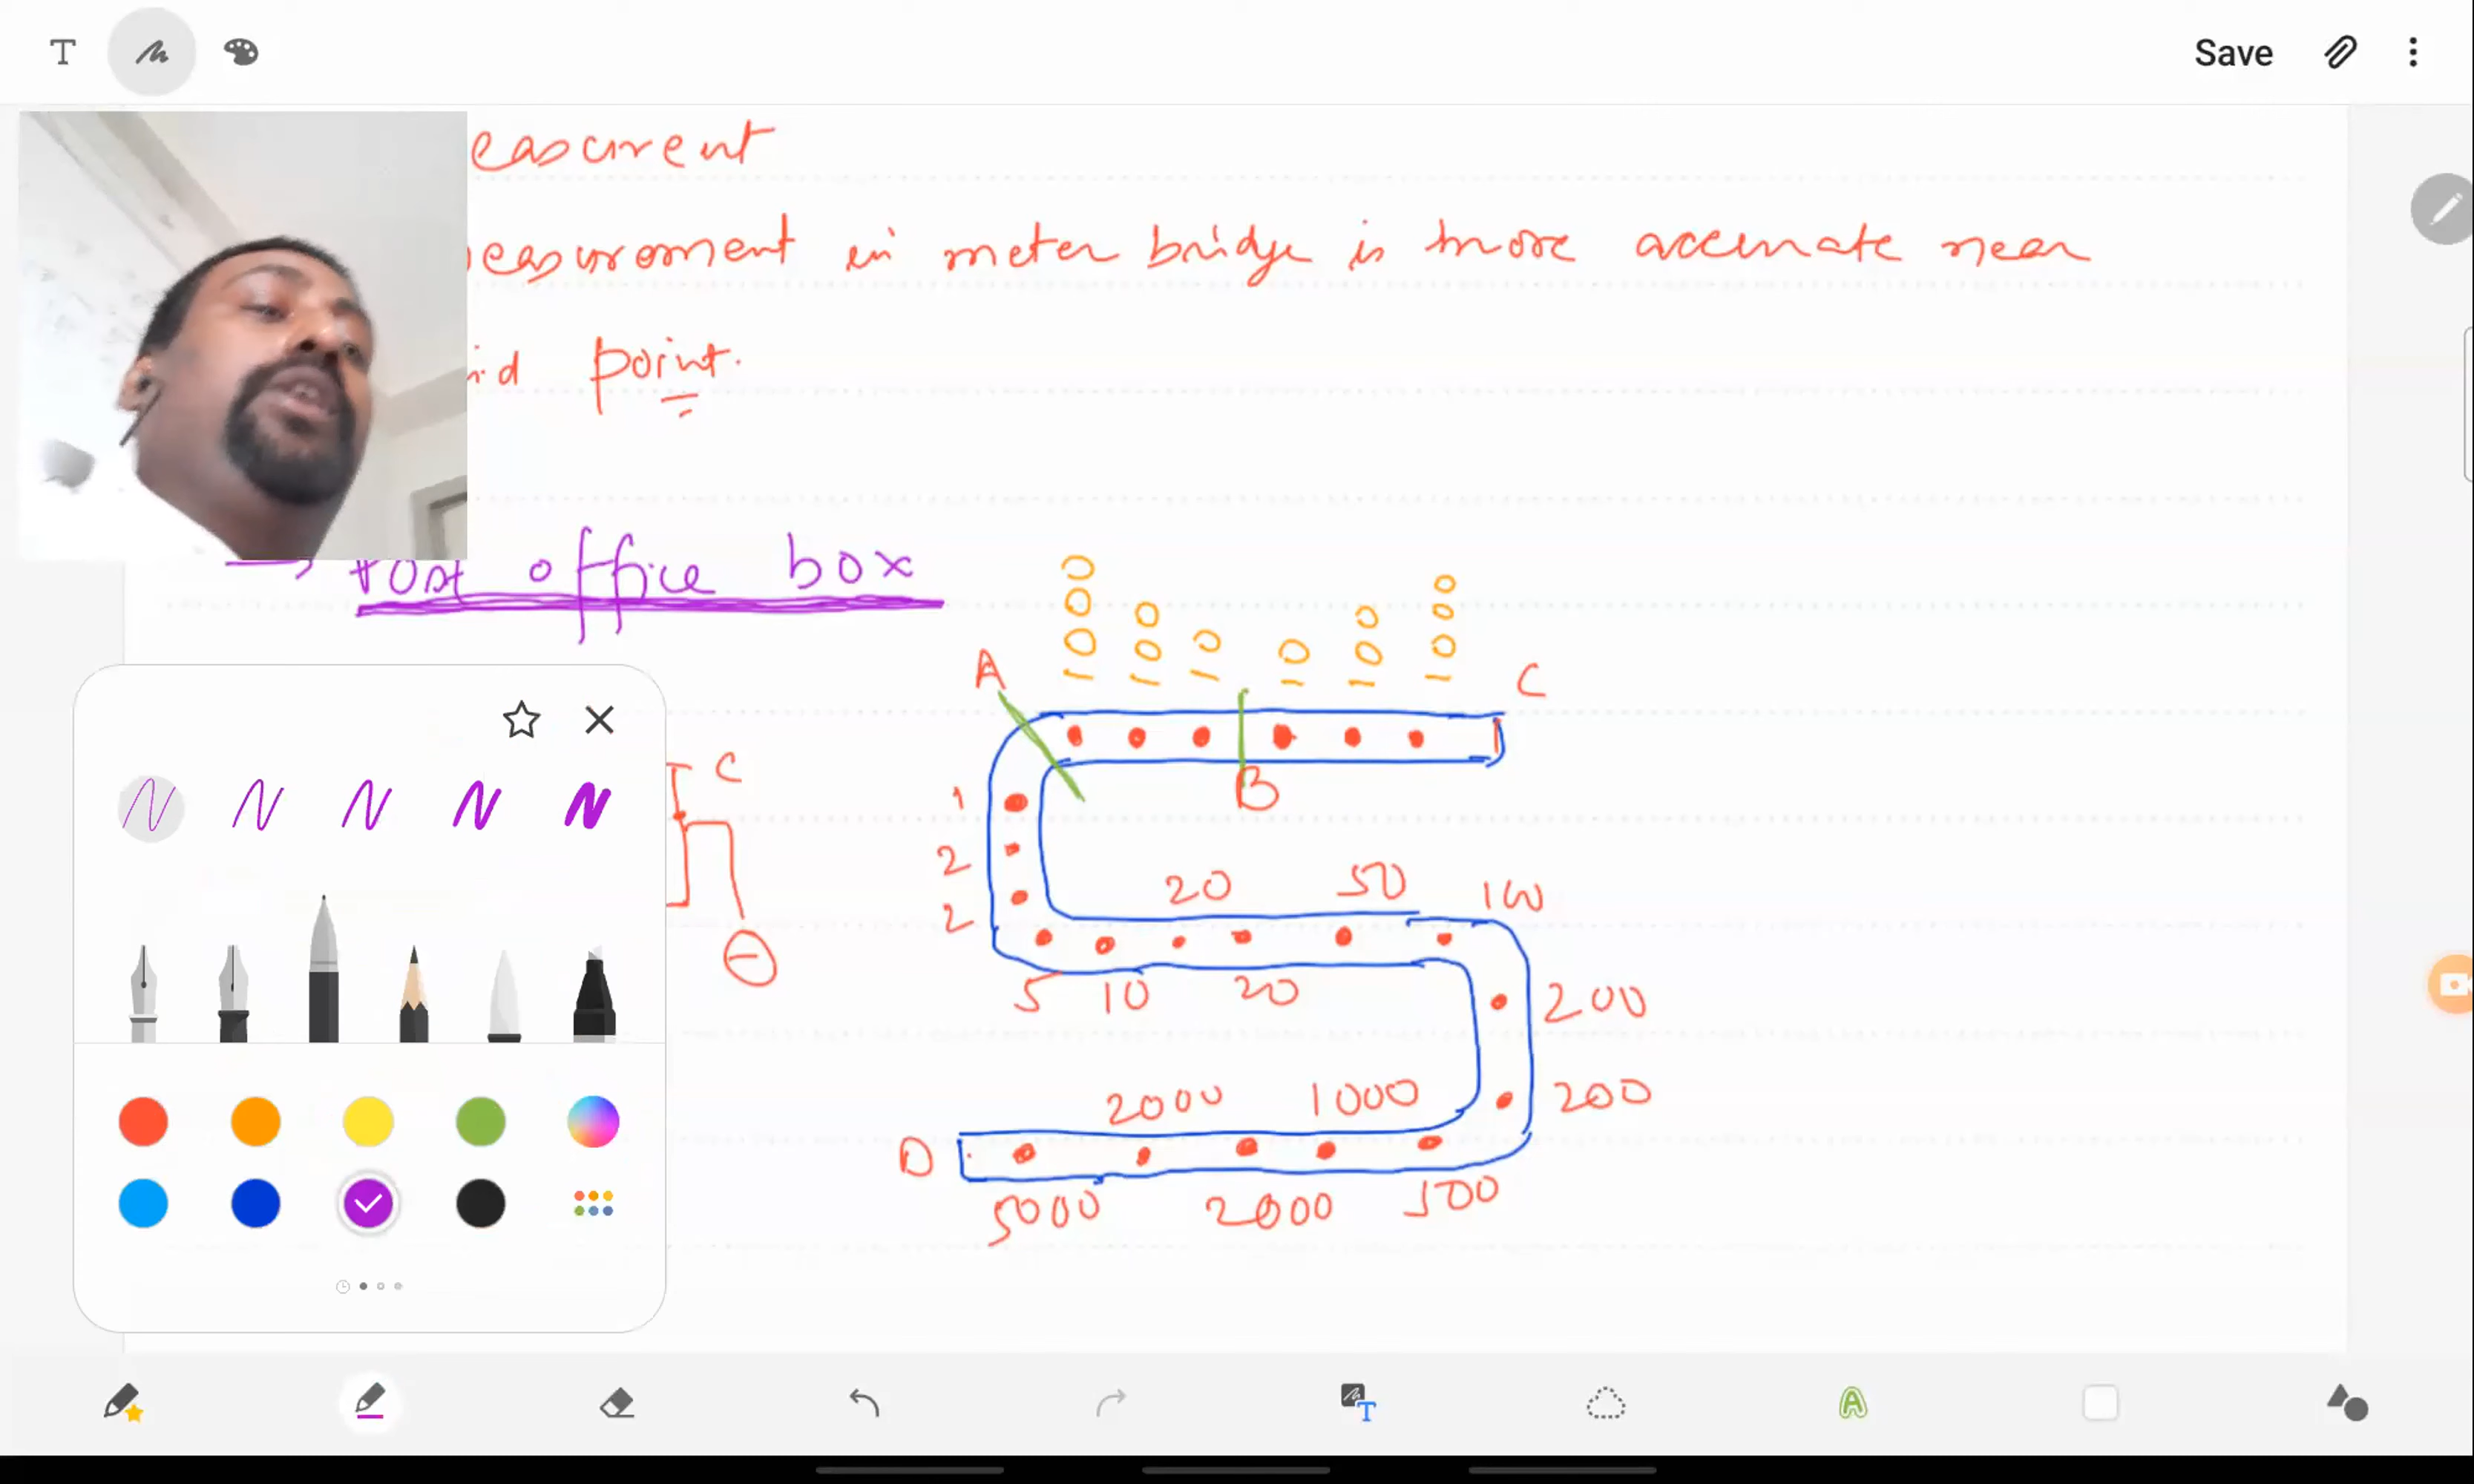 T
Save
easurent
easurement in meter bridge is more accurate near
id point.
→ Post office box
1000 100 10 10 100 1000
A
C
B
C
1
2
2
20 50 100
5 10 20
200
200
2000 1000
D
5000 2000 500
T
A